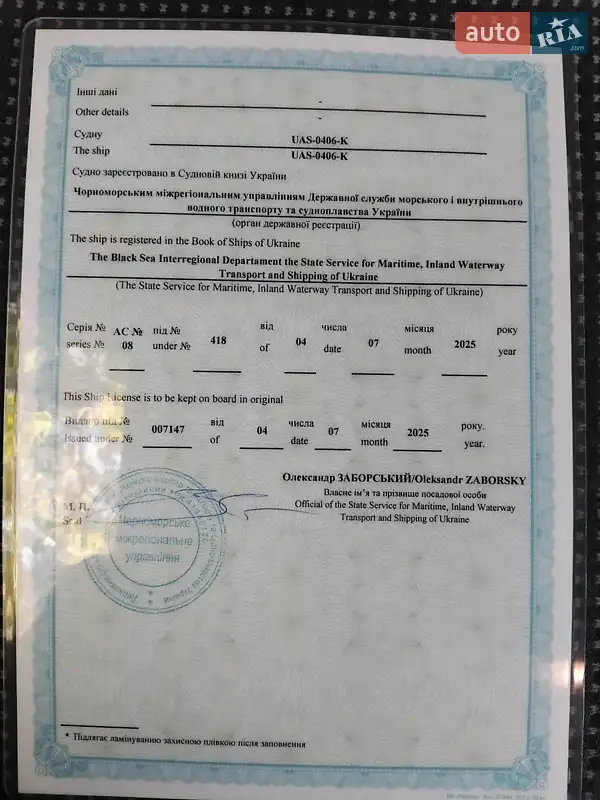 auto RIA .com
Інші дані -
Other details -
Судну UAS-0406-K
The ship UAS-0406-K
Судно зареєстровано в Судновій книзі України
Чорноморським міжрегіональним управлінням Державної служби морського і внутрішнього
водного транспорту та судноплавства України
(орган державної реєстрації)
The ship is registered in the Book of Ships of Ukraine
The Black Sea Interregional Departament the State Service for Maritime, Inland Waterway
Transport and Shipping of Ukraine
(The State Service for Maritime, Inland Waterway Transport and Shipping of Ukraine)
Серія № АС № під № 418 від 04 числа 07 місяця 2025 року
series № 08 under № of date month year
This Ship License is to be kept on board in original
Видано під № 007147 від 04 числа 07 місяця 2025 року.
Issued under № of date month year.
Олександр ЗАБОРСЬКИЙ/Oleksandr ZABORSKY
Власне ім'я та прізвище посадової особи
Official of the State Service for Maritime, Inland Waterway
Transport and Shipping of Ukraine
М. П.
Seal
Чорноморське
міжрегіональне
управління
* Підлягає ламінуванню захисною плівкою після заповнення